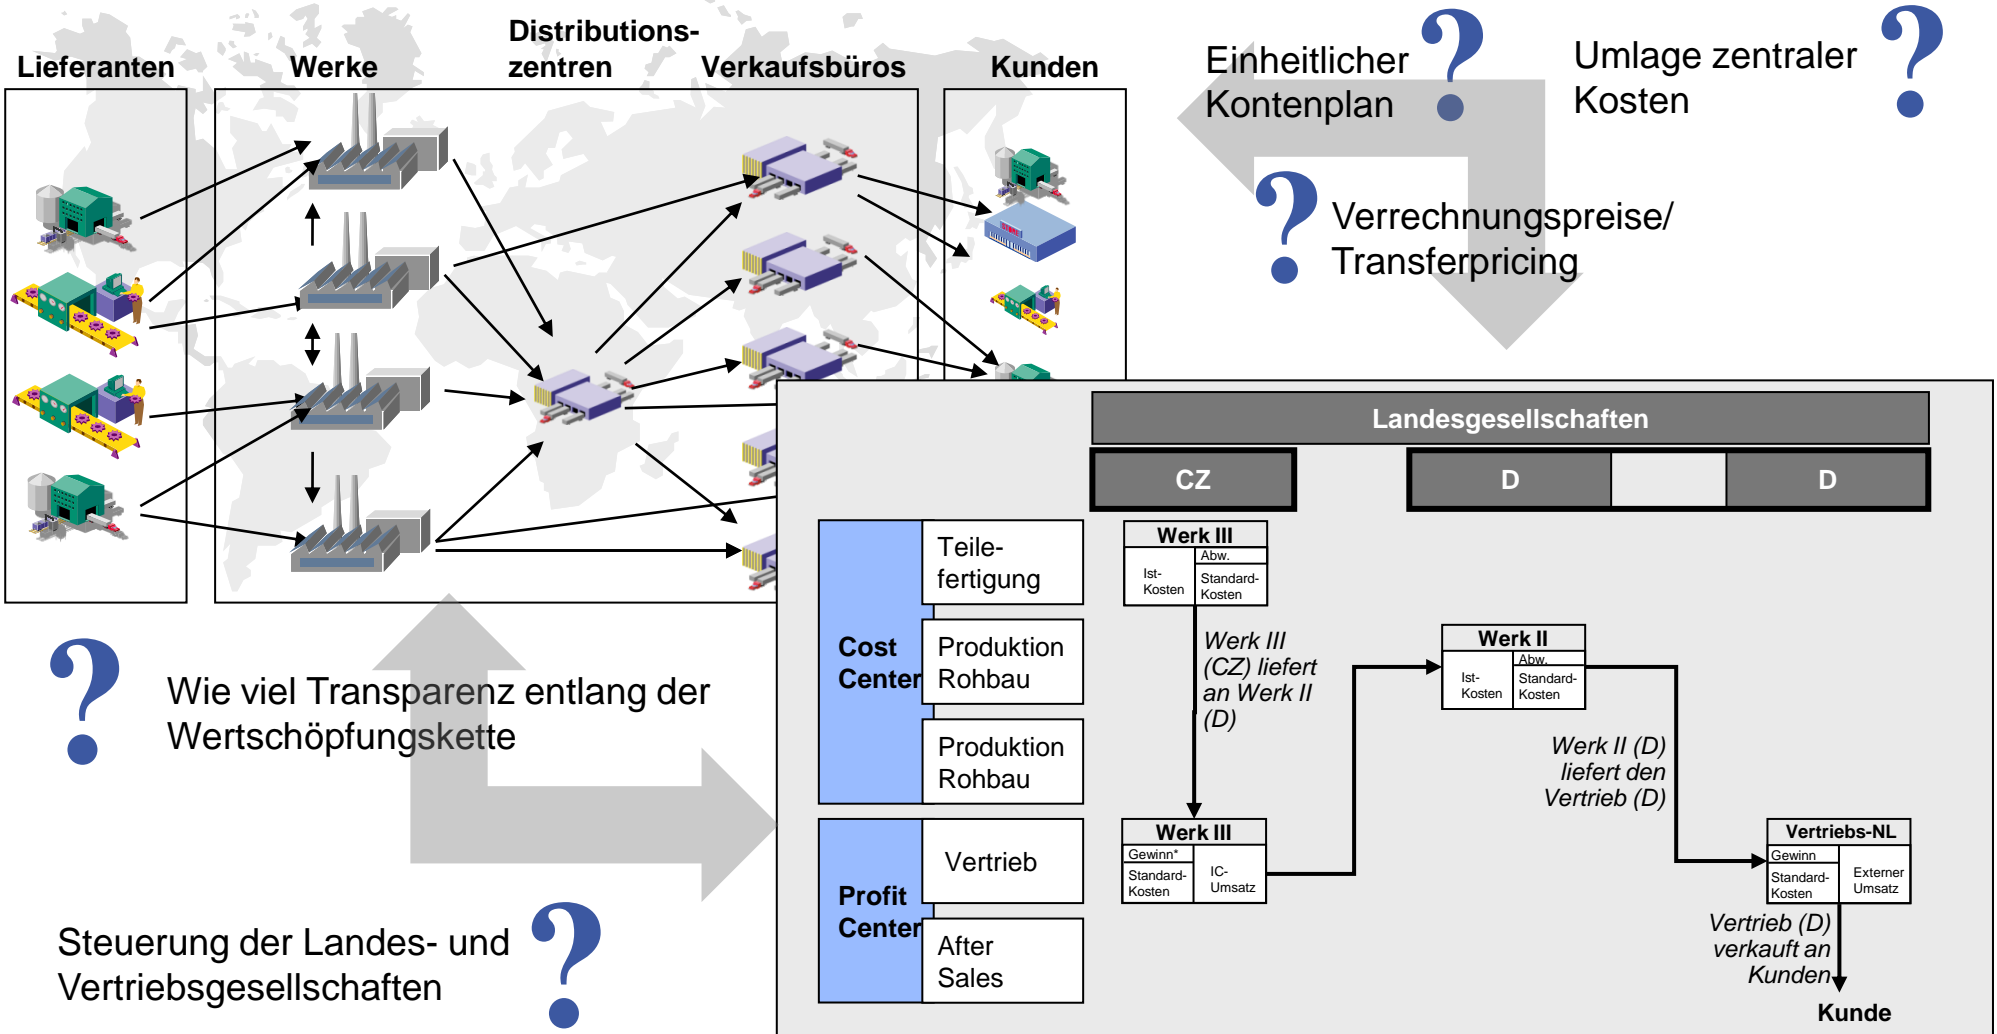 Lieferanten
Werke
Distributions-
zentren
Verkaufsbüros
Kunden
Einheitlicher
Kontenplan
?
Umlage zentraler
Kosten
?
?
Verrechnungspreise/
Transferpricing
?
Wie viel Transparenz entlang der
Wertschöpfungskette
Steuerung der Landes- und
Vertriebsgesellschaften
?
Landesgesellschaften
CZ
D
D
Cost
Center
Teile-
fertigung
Produktion
Rohbau
Produktion
Rohbau
Profit
Center
Vertrieb
After
Sales
Werk III
Ist-
Kosten
Abw.
Standard-
Kosten
Werk III
(CZ) liefert
an Werk II
(D)
Werk III
Gewinn*
Standard-
Kosten
IC-
Umsatz
Werk II
Ist-
Kosten
Abw.
Standard-
Kosten
Werk II (D)
liefert den
Vertrieb (D)
Vertriebs-NL
Gewinn
Standard-
Kosten
Externer
Umsatz
Vertrieb (D)
verkauft an
Kunden
Kunde